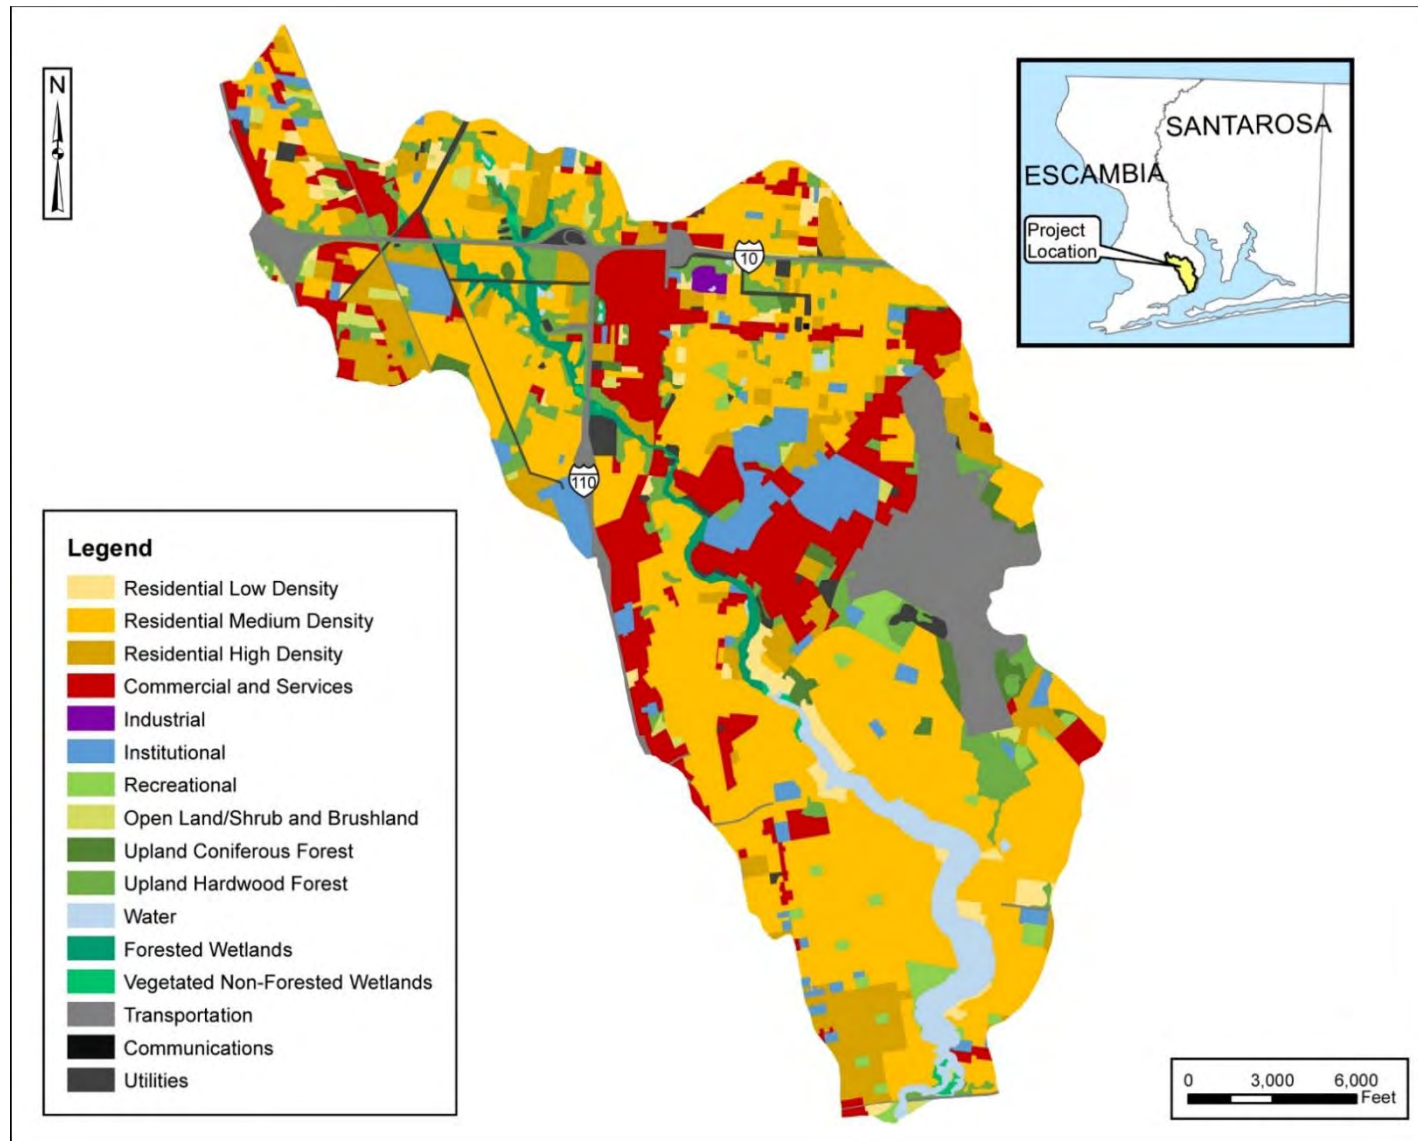 N
SANTAROSA
ESCAMBIA
Project
Location
10
110
Legend
Residential Low Density
Residential Medium Density
Residential High Density
Commercial and Services
Industrial
Institutional
Recreational
Open Land/Shrub and Brushland
Upland Coniferous Forest
Upland Hardwood Forest
Water
Forested Wetlands
Vegetated Non-Forested Wetlands
Transportation
Communications
Utilities
0 3,000 6,000
Feet